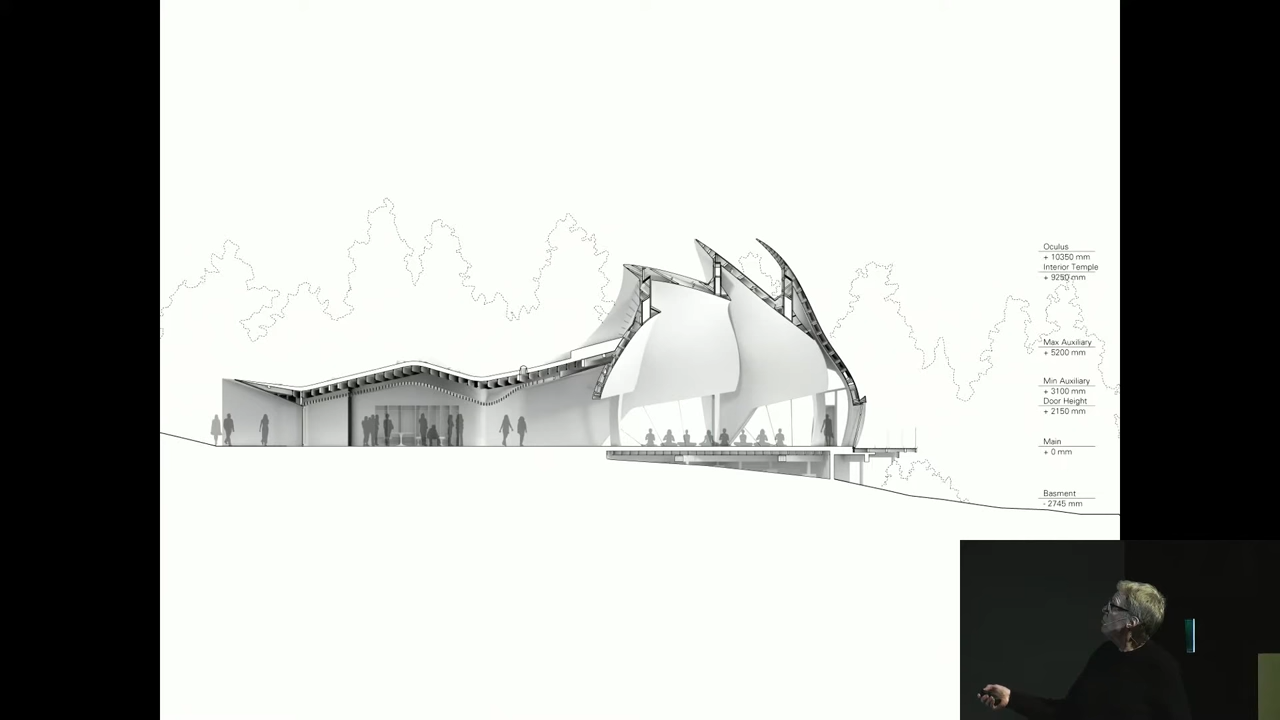 Oculus
+ 10350 mm
Interior Temple
+ 9250 mm
Max Auxiliary
+ 5200 mm
Min Auxiliary
+ 3100 mm
Door Height
+ 2150 mm
Main
+ 0 mm
Basment
- 2745 mm